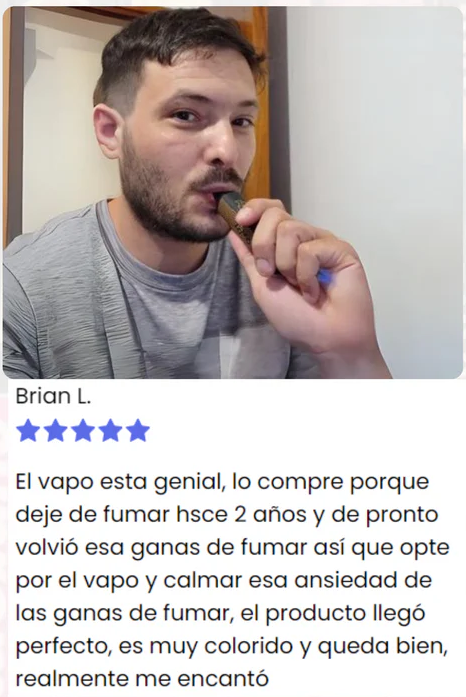 Brian L.
El vapo esta genial, lo compre porque
deje de fumar hsce 2 años y de pronto
volvió esa ganas de fumar así que opte
por el vapo y calmar esa ansiedad de
las ganas de fumar, el producto llegó
perfecto, es muy colorido y queda bien,
realmente me encantó